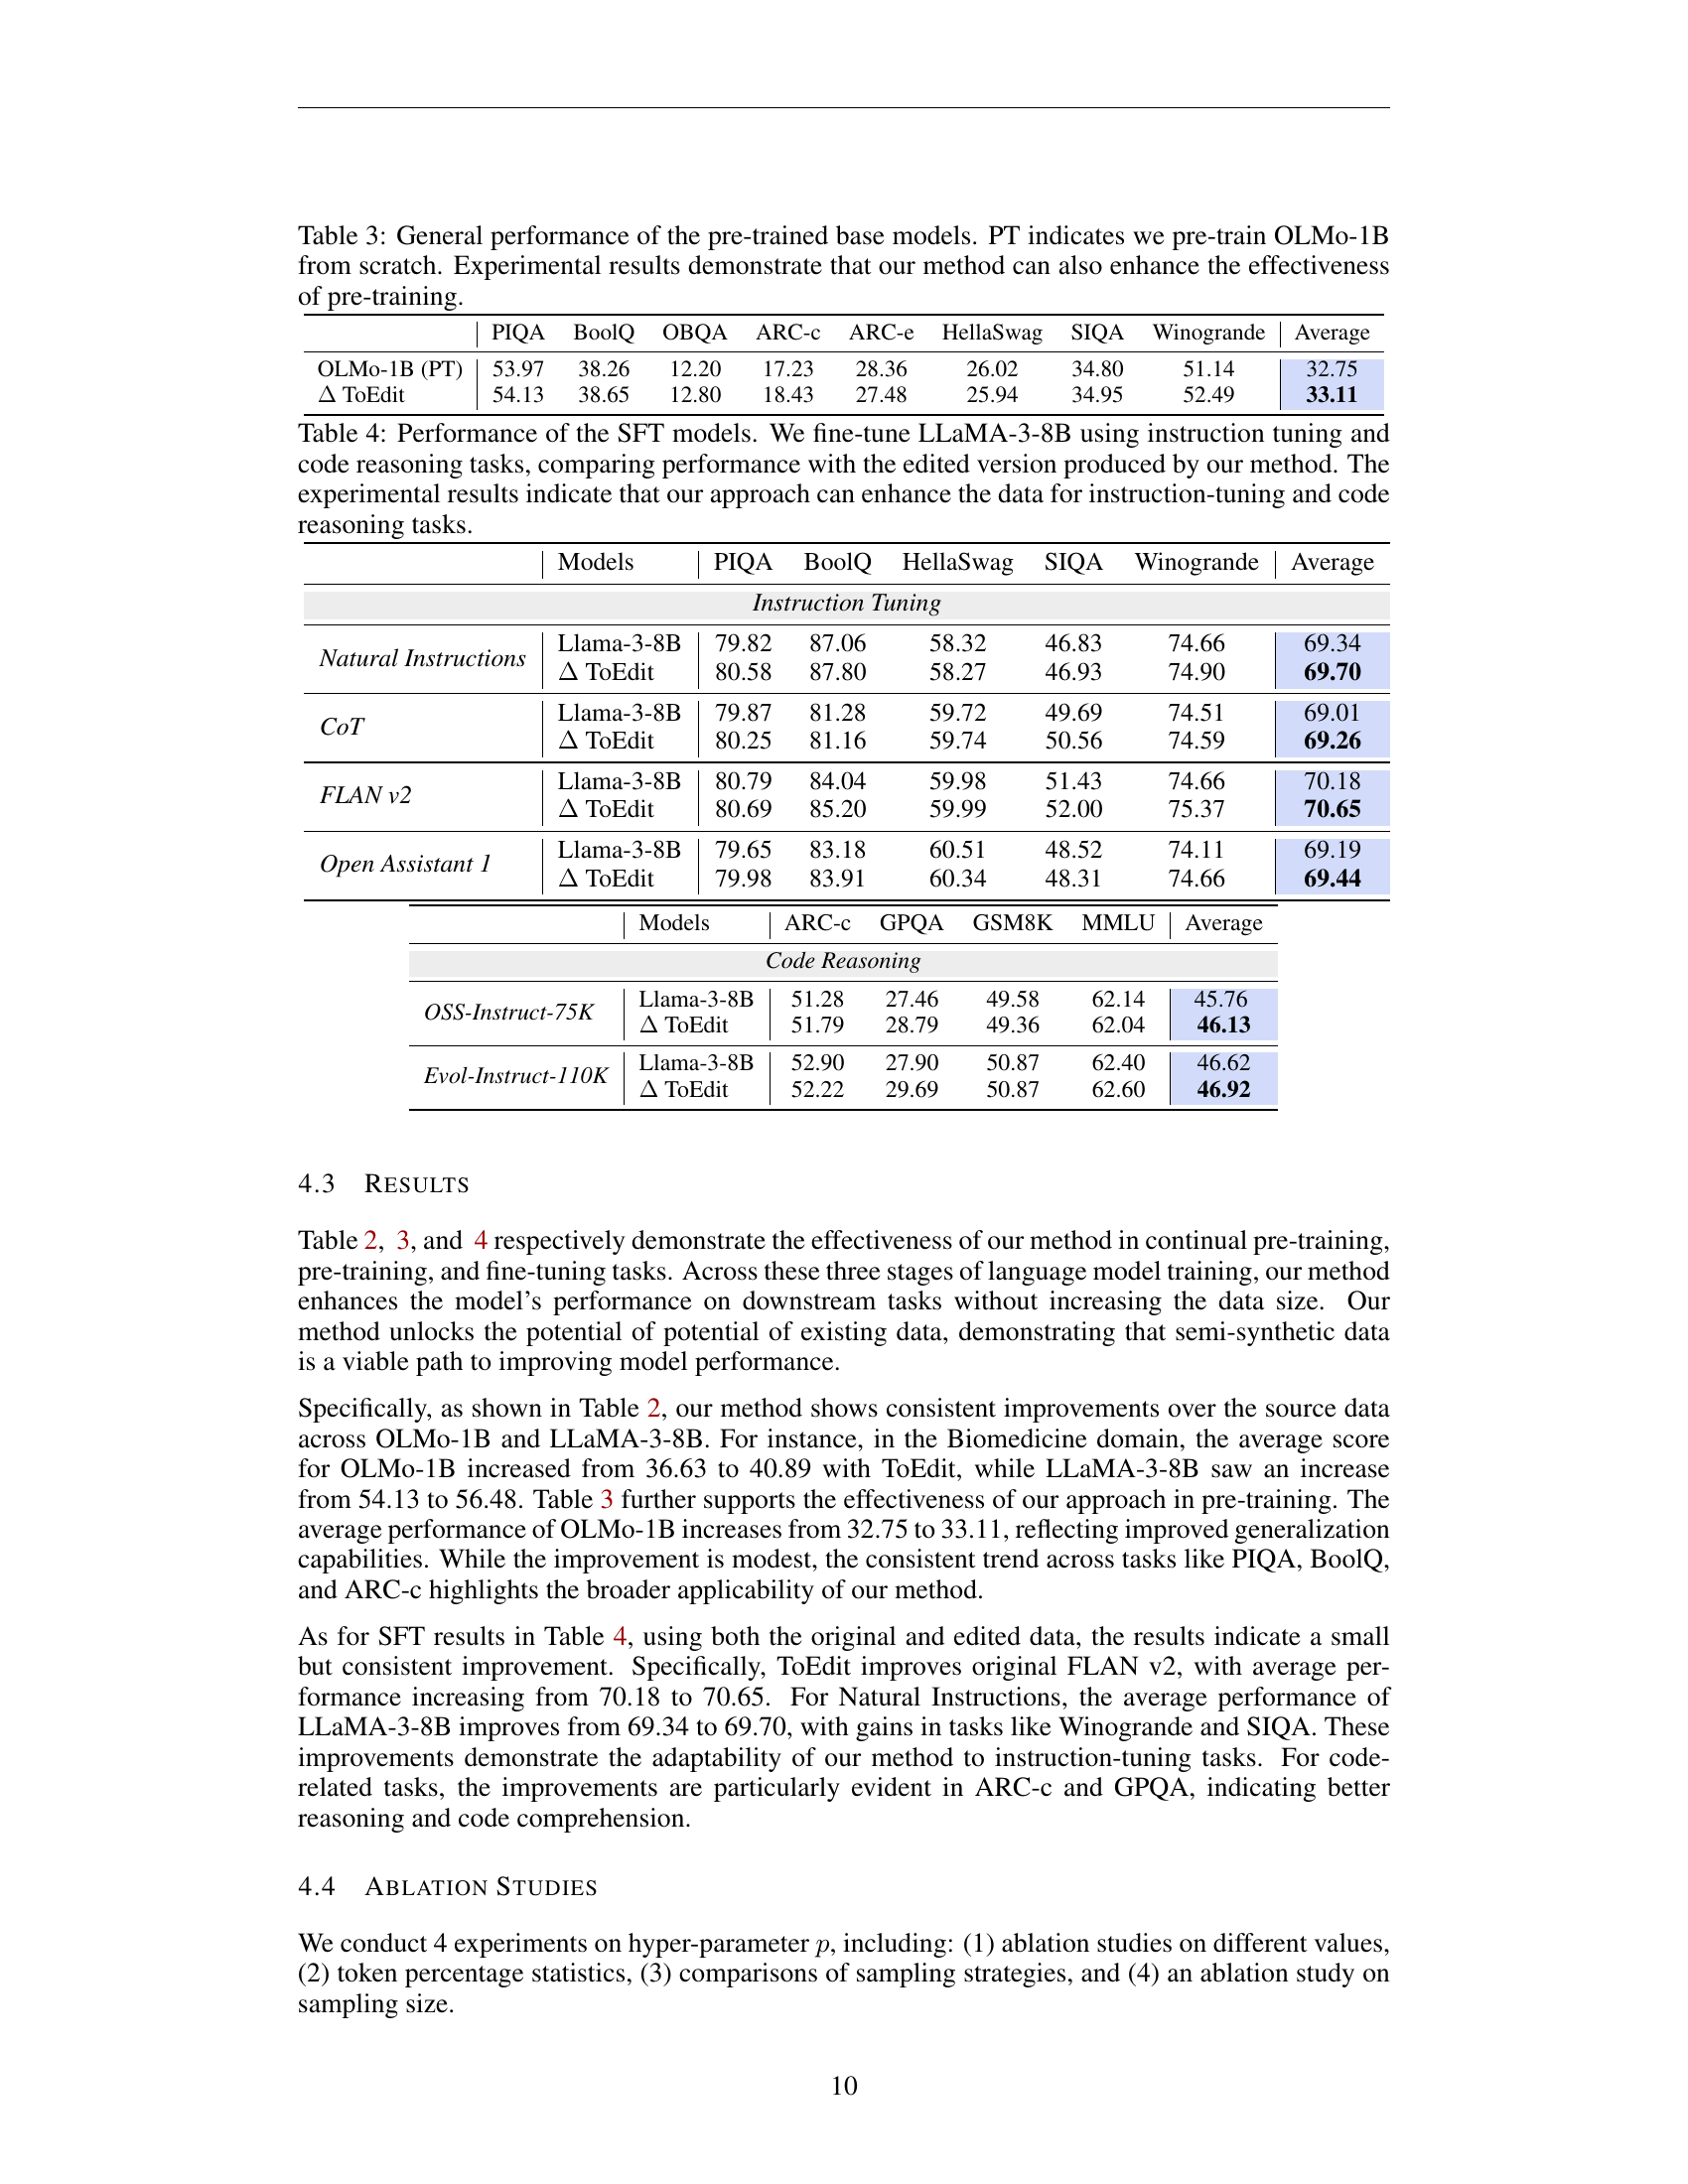 Table 3: General performance of the pre-trained base models. PT indicates we pre-train OLMo-1B
from scratch. Experimental results demonstrate that our method can also enhance the effectiveness
of pre-training.
PIQA BoolQ OBQA ARC-c ARC-e HellaSwag SIQA Winogrande Average
OLMo-1B (PT) 53.97 38.26 12.20 17.23 28.36 26.02 34.80 51.14 32.75
Δ ToEdit 54.13 38.65 12.80 18.43 27.48 25.94 34.95 52.49 33.11
Table 4: Performance of the SFT models. We fine-tune LLaMA-3-8B using instruction tuning and
code reasoning tasks, comparing performance with the edited version produced by our method. The
experimental results indicate that our approach can enhance the data for instruction-tuning and code
reasoning tasks.
Models PIQA BoolQ HellaSwag SIQA Winogrande Average
Instruction Tuning
Natural Instructions Llama-3-8B 79.82 87.06 58.32 46.83 74.66 69.34
Δ ToEdit 80.58 87.80 58.27 46.93 74.90 69.70
CoT Llama-3-8B 79.87 81.28 59.72 49.69 74.51 69.01
Δ ToEdit 80.25 81.16 59.74 50.56 74.59 69.26
FLAN v2 Llama-3-8B 80.79 84.04 59.98 51.43 74.66 70.18
Δ ToEdit 80.69 85.20 59.99 52.00 75.37 70.65
Open Assistant 1 Llama-3-8B 79.65 83.18 60.51 48.52 74.11 69.19
Δ ToEdit 79.98 83.91 60.34 48.31 74.66 69.44
Models ARC-c GPQA GSM8K MMLU Average
Code Reasoning
OSS-Instruct-75K Llama-3-8B 51.28 27.46 49.58 62.14 45.76
Δ ToEdit 51.79 28.79 49.36 62.04 46.13
Evol-Instruct-110K Llama-3-8B 52.90 27.90 50.87 62.40 46.62
Δ ToEdit 52.22 29.69 50.87 62.60 46.92
4.3 RESULTS
Table 2, 3, and 4 respectively demonstrate the effectiveness of our method in continual pre-training,
pre-training, and fine-tuning tasks. Across these three stages of language model training, our method
enhances the model's performance on downstream tasks without increasing the data size. Our
method unlocks the potential of potential of existing data, demonstrating that semi-synthetic data
is a viable path to improving model performance.
Specifically, as shown in Table 2, our method shows consistent improvements over the source data
across OLMo-1B and LLaMA-3-8B. For instance, in the Biomedicine domain, the average score
for OLMo-1B increased from 36.63 to 40.89 with ToEdit, while LLaMA-3-8B saw an increase
from 54.13 to 56.48. Table 3 further supports the effectiveness of our approach in pre-training. The
average performance of OLMo-1B increases from 32.75 to 33.11, reflecting improved generalization
capabilities. While the improvement is modest, the consistent trend across tasks like PIQA, BoolQ,
and ARC-c highlights the broader applicability of our method.
As for SFT results in Table 4, using both the original and edited data, the results indicate a small
but consistent improvement. Specifically, ToEdit improves original FLAN v2, with average per-
formance increasing from 70.18 to 70.65. For Natural Instructions, the average performance of
LLaMA-3-8B improves from 69.34 to 69.70, with gains in tasks like Winogrande and SIQA. These
improvements demonstrate the adaptability of our method to instruction-tuning tasks. For code-
related tasks, the improvements are particularly evident in ARC-c and GPQA, indicating better
reasoning and code comprehension.
4.4 ABLATION STUDIES
We conduct 4 experiments on hyper-parameter p, including: (1) ablation studies on different values,
(2) token percentage statistics, (3) comparisons of sampling strategies, and (4) an ablation study on
sampling size.
10